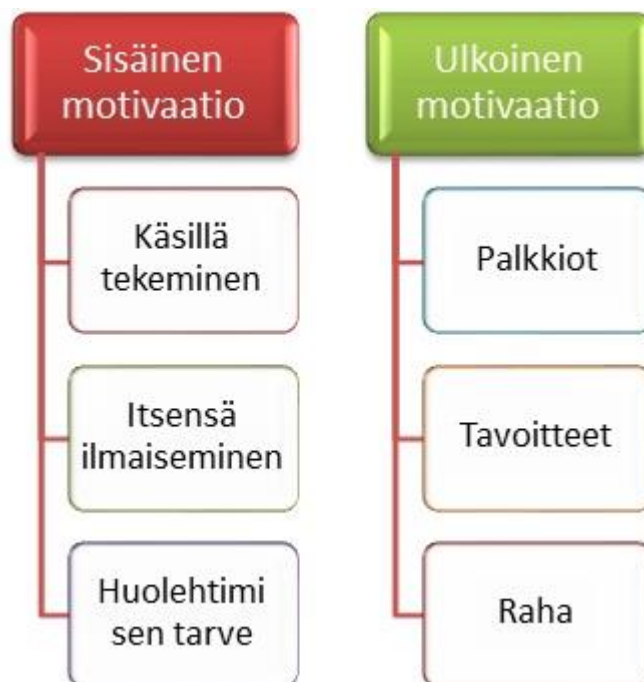 Sisäinen
motivaatio
Käsillä
tekeminen
Itsensä
ilmaiseminen
Huolehtimi
sen tarve
Ulkoinen
motivaatio
Palkkiot
Tavoitteet
Raha